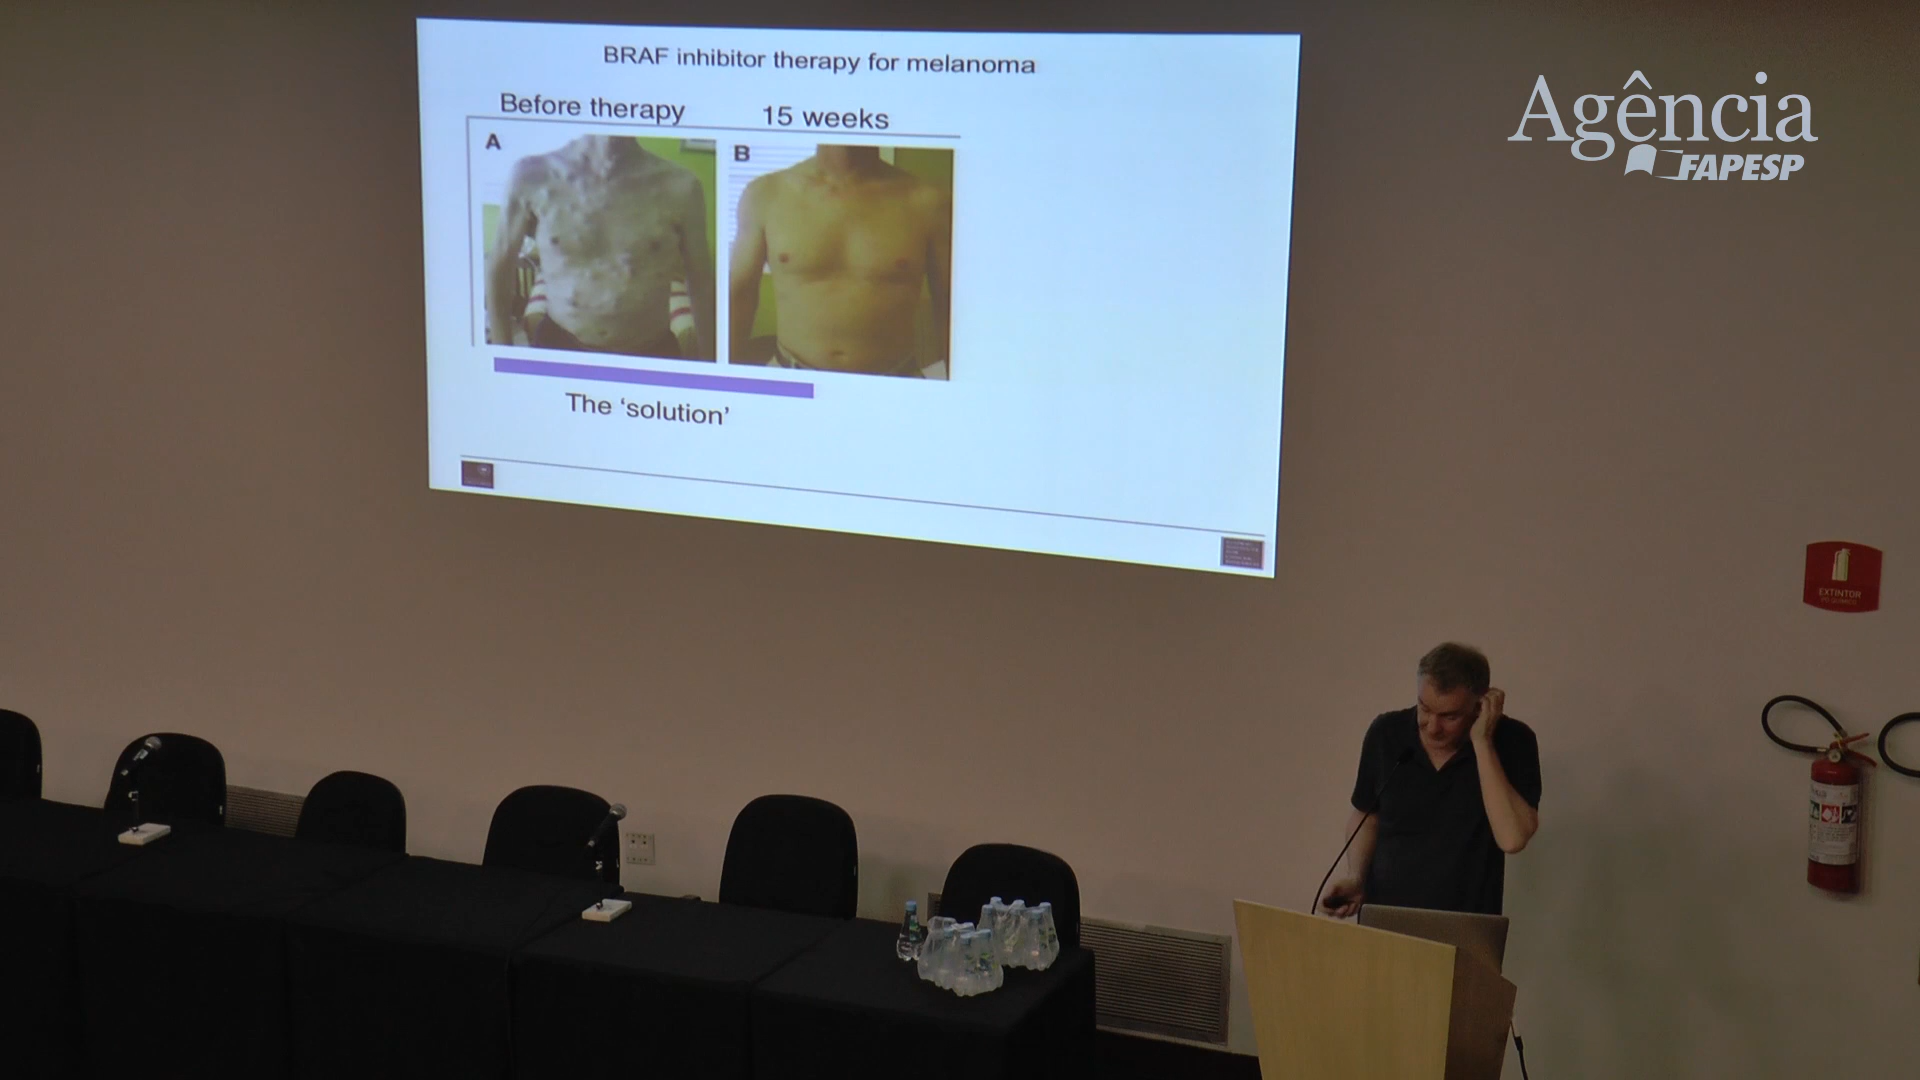 BRAF inhibitor therapy for melanoma
Before therapy
15 weeks
A
B
The ‘solution’
Agência
FAPESP
EXTINTOR